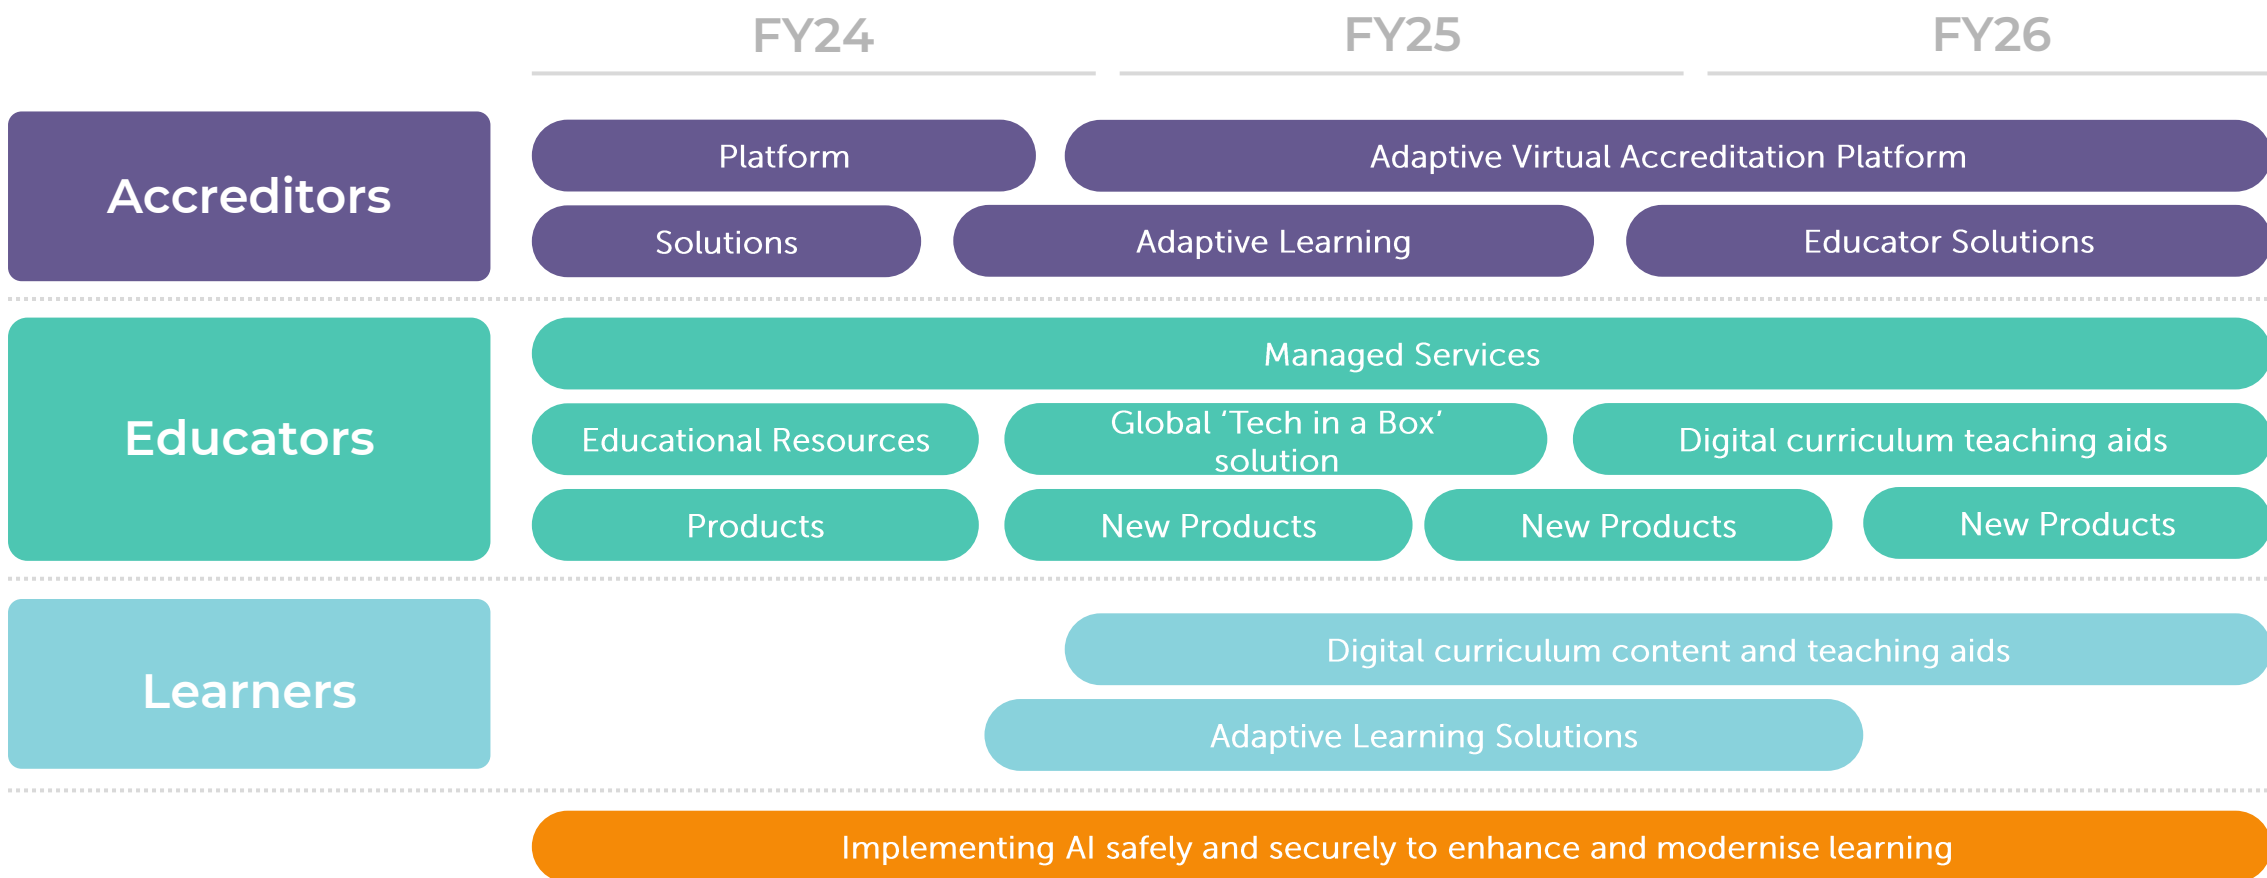 FY24 FY25 FY26
Accreditors
Platform
Adaptive Virtual Accreditation Platform
Solutions
Adaptive Learning
Educator Solutions
Educators
Managed Services
Educational Resources
Global ‘Tech in a Box’
solution
Digital curriculum teaching aids
Products
New Products
New Products
New Products
Learners
Digital curriculum content and teaching aids
Adaptive Learning Solutions
Implementing AI safely and securely to enhance and modernise learning